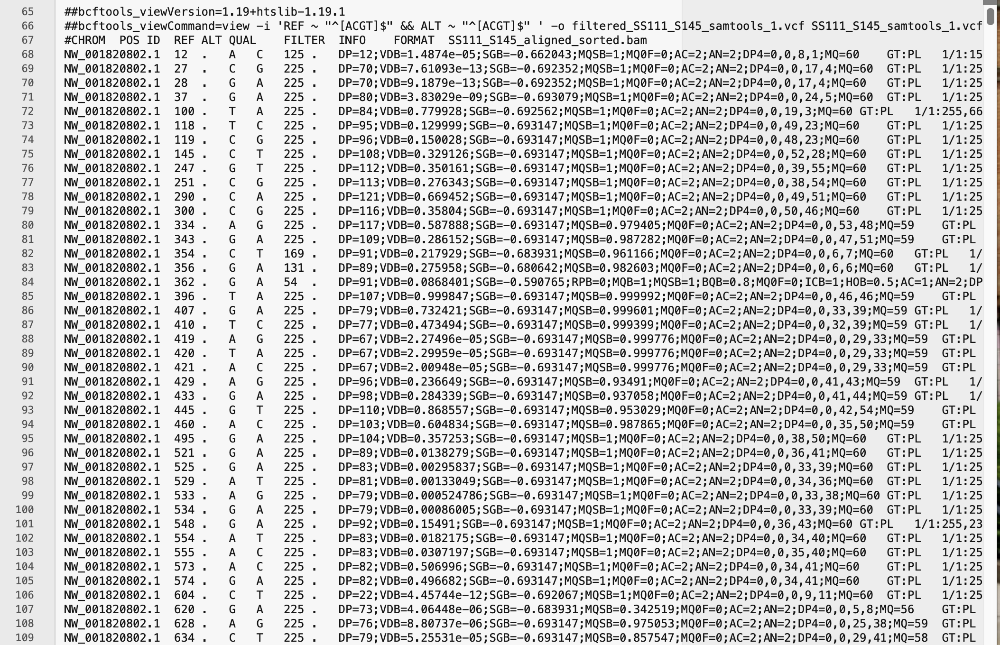 65 ##bcftools_viewVersion=1.19+htslib-1.19.1
66 ##bcftools_viewCommand=view -i 'REF ~ "^[ACGT]$" && ALT ~ "^[ACGT]$" ' -o filtered_SS111_S145_samtools_1.vcf SS111_S145_samtools_1.vcf
67 #CHROM POS ID REF ALT QUAL FILTER INFO FORMAT SS111_S145_aligned_sorted.bam
68 NW_001820802.1 12 . A C 125 . DP=12;VDB=1.4874e-05;SGB=-0.662043;MQSB=1;MQ0F=0;AC=2;AN=2;DP4=0,0,8,1;MQ=60 GT:PL 1/1:15
69 NW_001820802.1 27 . C G 225 . DP=70;VDB=7.61093e-13;SGB=-0.692352;MQSB=1;MQ0F=0;AC=2;AN=2;DP4=0,0,17,4;MQ=60 GT:PL 1/1:25
70 NW_001820802.1 28 . G A 225 . DP=70;VDB=9.1879e-13;SGB=-0.692352;MQSB=1;MQ0F=0;AC=2;AN=2;DP4=0,0,17,4;MQ=60 GT:PL 1/1:25
71 NW_001820802.1 37 . G A 225 . DP=80;VDB=3.83029e-09;SGB=-0.693079;MQSB=1;MQ0F=0;AC=2;AN=2;DP4=0,0,24,5;MQ=60 GT:PL 1/1:25
72 NW_001820802.1 100 . T A 225 . DP=84;VDB=0.779928;SGB=-0.692562;MQSB=1;MQ0F=0;AC=2;AN=2;DP4=0,0,19,3;MQ=60 GT:PL 1/1:255,66
73 NW_001820802.1 118 . T C 225 . DP=95;VDB=0.129999;SGB=-0.693147;MQSB=1;MQ0F=0;AC=2;AN=2;DP4=0,0,49,23;MQ=60 GT:PL 1/1:25
74 NW_001820802.1 119 . C G 225 . DP=96;VDB=0.150028;SGB=-0.693147;MQSB=1;MQ0F=0;AC=2;AN=2;DP4=0,0,48,23;MQ=60 GT:PL 1/1:25
75 NW_001820802.1 145 . C T 225 . DP=108;VDB=0.329126;SGB=-0.693147;MQSB=1;MQ0F=0;AC=2;AN=2;DP4=0,0,52,28;MQ=60 GT:PL 1/1:25
76 NW_001820802.1 247 . G T 225 . DP=112;VDB=0.350161;SGB=-0.693147;MQSB=1;MQ0F=0;AC=2;AN=2;DP4=0,0,39,55;MQ=60 GT:PL 1/1:25
77 NW_001820802.1 251 . C G 225 . DP=113;VDB=0.276343;SGB=-0.693147;MQSB=1;MQ0F=0;AC=2;AN=2;DP4=0,0,38,54;MQ=60 GT:PL 1/1:25
78 NW_001820802.1 290 . C A 225 . DP=121;VDB=0.669452;SGB=-0.693147;MQSB=1;MQ0F=0;AC=2;AN=2;DP4=0,0,49,51;MQ=60 GT:PL 1/1:25
79 NW_001820802.1 300 . C G 225 . DP=116;VDB=0.35804;SGB=-0.693147;MQSB=1;MQ0F=0;AC=2;AN=2;DP4=0,0,50,46;MQ=60 GT:PL 1/1:25
80 NW_001820802.1 334 . A G 225 . DP=117;VDB=0.587888;SGB=-0.693147;MQSB=0.979405;MQ0F=0;AC=2;AN=2;DP4=0,0,53,48;MQ=59 GT:PL
81 NW_001820802.1 343 . G A 225 . DP=109;VDB=0.286152;SGB=-0.693147;MQSB=0.987282;MQ0F=0;AC=2;AN=2;DP4=0,0,47,51;MQ=59 GT:PL
82 NW_001820802.1 354 . C T 169 . DP=91;VDB=0.217929;SGB=-0.683931;MQSB=0.961166;MQ0F=0;AC=2;AN=2;DP4=0,0,6,7;MQ=60 GT:PL 1/
83 NW_001820802.1 356 . G A 131 . DP=89;VDB=0.275958;SGB=-0.680642;MQSB=0.982603;MQ0F=0;AC=2;AN=2;DP4=0,0,6,6;MQ=60 GT:PL 1/
84 NW_001820802.1 362 . G A 54 . DP=91;VDB=0.0868401;SGB=-0.590765;RPB=0;MQB=1;MQSB=1;BQB=0.8;MQ0F=0;ICB=1;HOB=0.5;AC=1;AN=2;DP
85 NW_001820802.1 396 . T A 225 . DP=107;VDB=0.999847;SGB=-0.693147;MQSB=0.999992;MQ0F=0;AC=2;AN=2;DP4=0,0,46,46;MQ=59 GT:PL
86 NW_001820802.1 407 . G A 225 . DP=79;VDB=0.732421;SGB=-0.693147;MQSB=0.999601;MQ0F=0;AC=2;AN=2;DP4=0,0,33,39;MQ=59 GT:PL 1/
87 NW_001820802.1 410 . T C 225 . DP=77;VDB=0.473494;SGB=-0.693147;MQSB=0.999399;MQ0F=0;AC=2;AN=2;DP4=0,0,32,39;MQ=59 GT:PL 1/
88 NW_001820802.1 419 . A G 225 . DP=67;VDB=2.27496e-05;SGB=-0.693147;MQSB=0.999776;MQ0F=0;AC=2;AN=2;DP4=0,0,29,33;MQ=59 GT:PL
89 NW_001820802.1 420 . T A 225 . DP=67;VDB=2.29959e-05;SGB=-0.693147;MQSB=0.999776;MQ0F=0;AC=2;AN=2;DP4=0,0,29,33;MQ=59 GT:PL
90 NW_001820802.1 421 . A C 225 . DP=67;VDB=2.00948e-05;SGB=-0.693147;MQSB=0.999776;MQ0F=0;AC=2;AN=2;DP4=0,0,29,33;MQ=59 GT:PL
91 NW_001820802.1 429 . A G 225 . DP=96;VDB=0.236649;SGB=-0.693147;MQSB=0.93491;MQ0F=0;AC=2;AN=2;DP4=0,0,41,43;MQ=59 GT:PL 1/
92 NW_001820802.1 433 . G A 225 . DP=98;VDB=0.284339;SGB=-0.693147;MQSB=0.937058;MQ0F=0;AC=2;AN=2;DP4=0,0,41,44;MQ=59 GT:PL 1/
93 NW_001820802.1 445 . G T 225 . DP=110;VDB=0.868557;SGB=-0.693147;MQSB=0.953029;MQ0F=0;AC=2;AN=2;DP4=0,0,42,54;MQ=59 GT:PL
94 NW_001820802.1 460 . A C 225 . DP=103;VDB=0.604834;SGB=-0.693147;MQSB=0.987865;MQ0F=0;AC=2;AN=2;DP4=0,0,35,50;MQ=59 GT:PL
95 NW_001820802.1 495 . G A 225 . DP=104;VDB=0.357253;SGB=-0.693147;MQSB=1;MQ0F=0;AC=2;AN=2;DP4=0,0,38,50;MQ=60 GT:PL 1/1:25
96 NW_001820802.1 521 . G A 225 . DP=89;VDB=0.0138279;SGB=-0.693147;MQSB=1;MQ0F=0;AC=2;AN=2;DP4=0,0,36,41;MQ=60 GT:PL 1/1:25
97 NW_001820802.1 525 . G A 225 . DP=83;VDB=0.00295837;SGB=-0.693147;MQSB=1;MQ0F=0;AC=2;AN=2;DP4=0,0,33,39;MQ=60 GT:PL 1/1:25
98 NW_001820802.1 529 . A T 225 . DP=81;VDB=0.00133049;SGB=-0.693147;MQSB=1;MQ0F=0;AC=2;AN=2;DP4=0,0,34,36;MQ=60 GT:PL 1/1:25
99 NW_001820802.1 533 . A G 225 . DP=79;VDB=0.000524786;SGB=-0.693147;MQSB=1;MQ0F=0;AC=2;AN=2;DP4=0,0,33,38;MQ=60 GT:PL 1/1:25
100 NW_001820802.1 534 . G A 225 . DP=79;VDB=0.00086005;SGB=-0.693147;MQSB=1;MQ0F=0;AC=2;AN=2;DP4=0,0,33,39;MQ=60 GT:PL 1/1:25
101 NW_001820802.1 548 . G A 225 . DP=92;VDB=0.15491;SGB=-0.693147;MQSB=1;MQ0F=0;AC=2;AN=2;DP4=0,0,36,43;MQ=60 GT:PL 1/1:255,23
102 NW_001820802.1 554 . A T 225 . DP=83;VDB=0.0182175;SGB=-0.693147;MQSB=1;MQ0F=0;AC=2;AN=2;DP4=0,0,34,40;MQ=60 GT:PL 1/1:25
103 NW_001820802.1 555 . A C 225 . DP=83;VDB=0.0307197;SGB=-0.693147;MQSB=1;MQ0F=0;AC=2;AN=2;DP4=0,0,35,40;MQ=60 GT:PL 1/1:25
104 NW_001820802.1 573 . A C 225 . DP=82;VDB=0.506996;SGB=-0.693147;MQSB=1;MQ0F=0;AC=2;AN=2;DP4=0,0,34,41;MQ=60 GT:PL 1/1:25
105 NW_001820802.1 574 . G A 225 . DP=82;VDB=0.496682;SGB=-0.693147;MQSB=1;MQ0F=0;AC=2;AN=2;DP4=0,0,34,41;MQ=60 GT:PL 1/1:25
106 NW_001820802.1 604 . C T 225 . DP=22;VDB=4.45744e-12;SGB=-0.692067;MQSB=1;MQ0F=0;AC=2;AN=2;DP4=0,0,9,11;MQ=60 GT:PL 1/1:25
107 NW_001820802.1 620 . G A 225 . DP=73;VDB=4.06448e-06;SGB=-0.683931;MQSB=0.342519;MQ0F=0;AC=2;AN=2;DP4=0,0,5,8;MQ=56 GT:PL
108 NW_001820802.1 628 . A G 225 . DP=76;VDB=8.80737e-06;SGB=-0.693147;MQSB=0.975053;MQ0F=0;AC=2;AN=2;DP4=0,0,25,38;MQ=59 GT:PL
109 NW_001820802.1 634 . C T 225 . DP=79;VDB=5.25531e-05;SGB=-0.693147;MQSB=0.857547;MQ0F=0;AC=2;AN=2;DP4=0,0,29,41;MQ=58 GT:PL